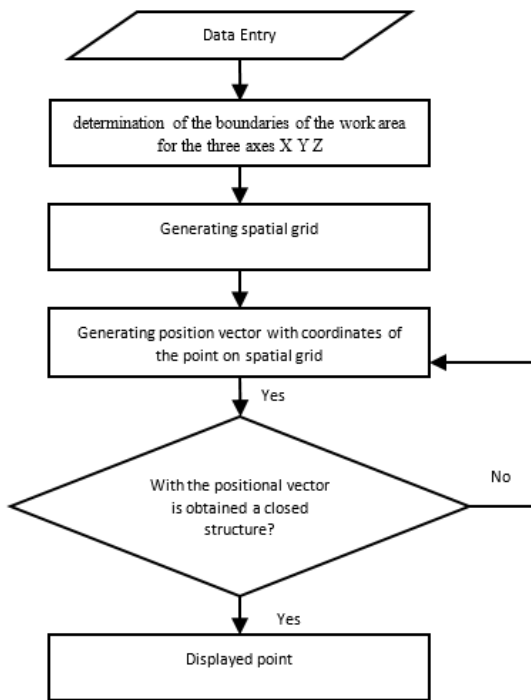 Data Entry
determination of the boundaries of the work area
for the three axes X Y Z
Generating spatial grid
Generating position vector with coordinates of
the point on spatial grid
Yes
With the positional vector
is obtained a closed
structure?
No
Yes
Displayed point